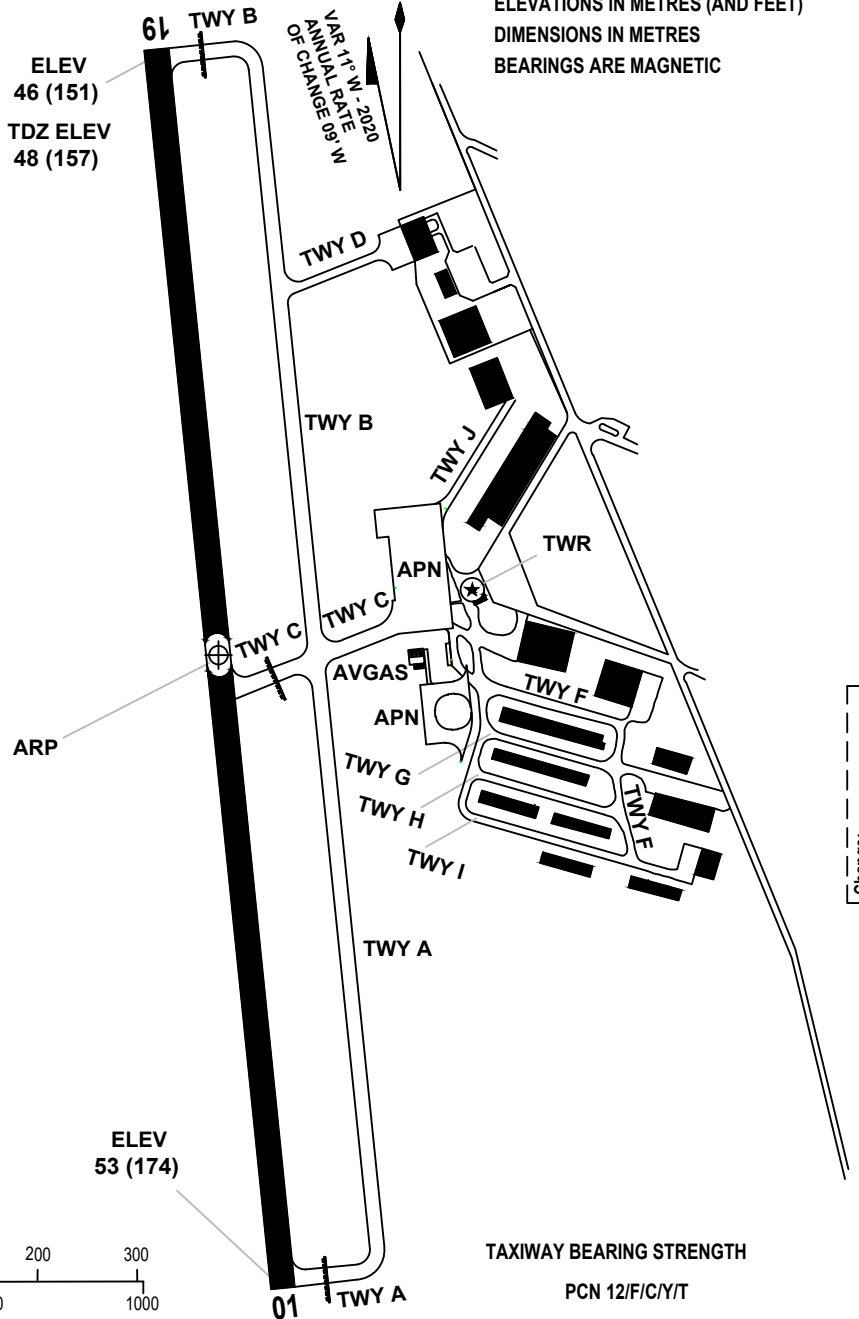 ELEVATIONS IN METRES (AND FEET)
DIMENSIONS IN METRES
BEARINGS ARE MAGNETIC
19
TWY B
ELEV
46 (151)
TDZ ELEV
48 (157)
VAR 11° W - 2020
ANNUAL RATE
OF CHANGE 09' W
TWY D
TWY B
TWY J
TWR
APN
TWY C
TWY C
AVGAS
APN
TWY F
ARP
TWY G
TWY H
TWY F
TWY I
TWY A
ELEV
53 (174)
200
300
1000
01
TWY A
TAXIWAY BEARING STRENGTH
PCN 12/F/C/Y/T